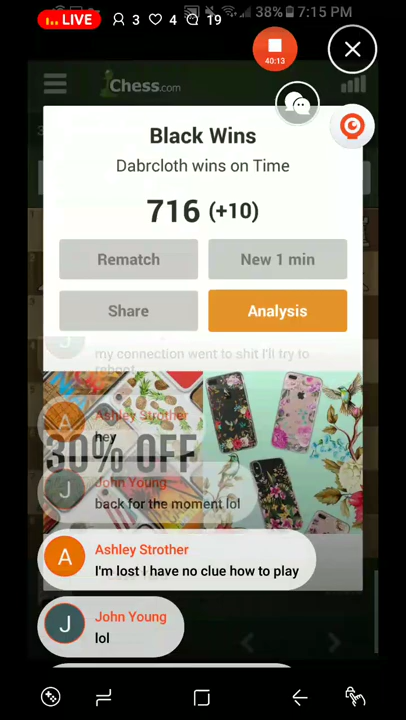 LIVE 3 4 19 38% 7:15 PM
40:13
Chess.com
Black Wins
Dabrcloth wins on Time
716 (+10)
Rematch New 1 min
Share Analysis
my connection went to shit I'll try to
reboot
Ashley Strother
hey
30% OFF
John Young
back for the moment lol
Ashley Strother
I'm lost I have no clue how to play
John Young
lol